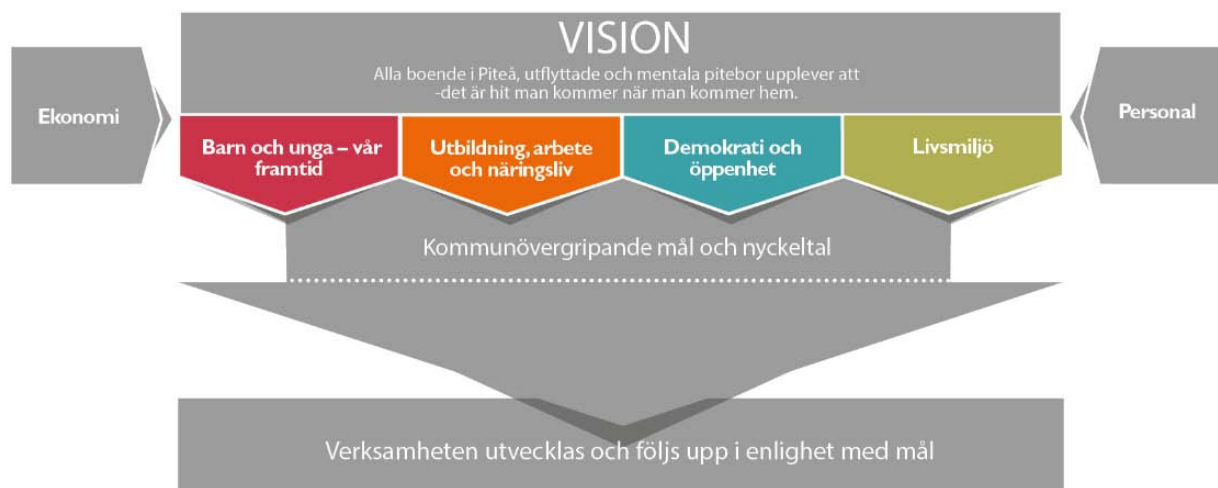 VISION
Alla boende i Piteå, utflyttade och mentala pitebor upplever att
-det är hit man kommer när man kommer hem.
Ekonomi
Personal
Barn och unga – vår
framtid
Utbildning, arbete
och näringsliv
Demokrati och
öppenhet
Livsmiljö
Kommunövergripande mål och nyckeltal
Verksamheten utvecklas och följs upp i enlighet med mål